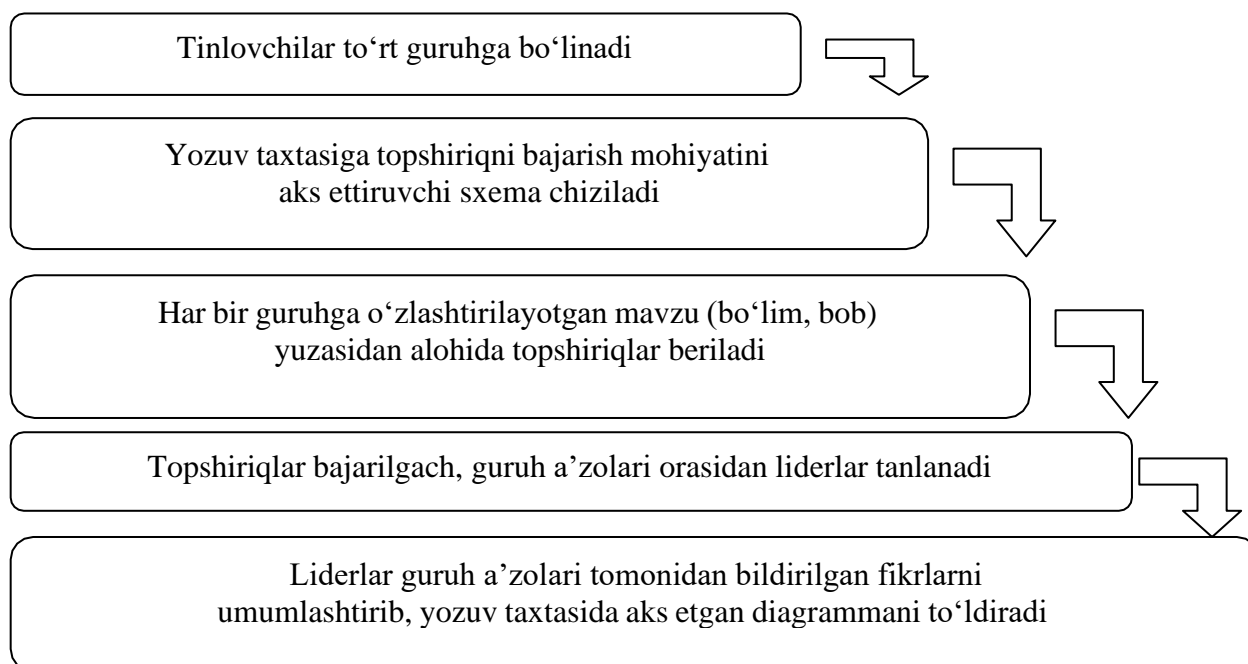 Tinlovchilar to‘rt guruhga bo‘linadi
Yozuv taxtasiga topshiriqni bajarish mohiyatini
aks ettiruvchi sxema chiziladi
Har bir guruhga o‘zlashtirilayotgan mavzu (bo‘lim, bob)
yuzasidan alohida topshiriqlar beriladi
Topshiriqlar bajarilgach, guruh a’zolari orasidan liderlar tanlanadi
Liderlar guruh a’zolari tomonidan bildirilgan fikrlarni
umumlashtirib, yozuv taxtasida aks etgan diagrammani to‘ldiradi